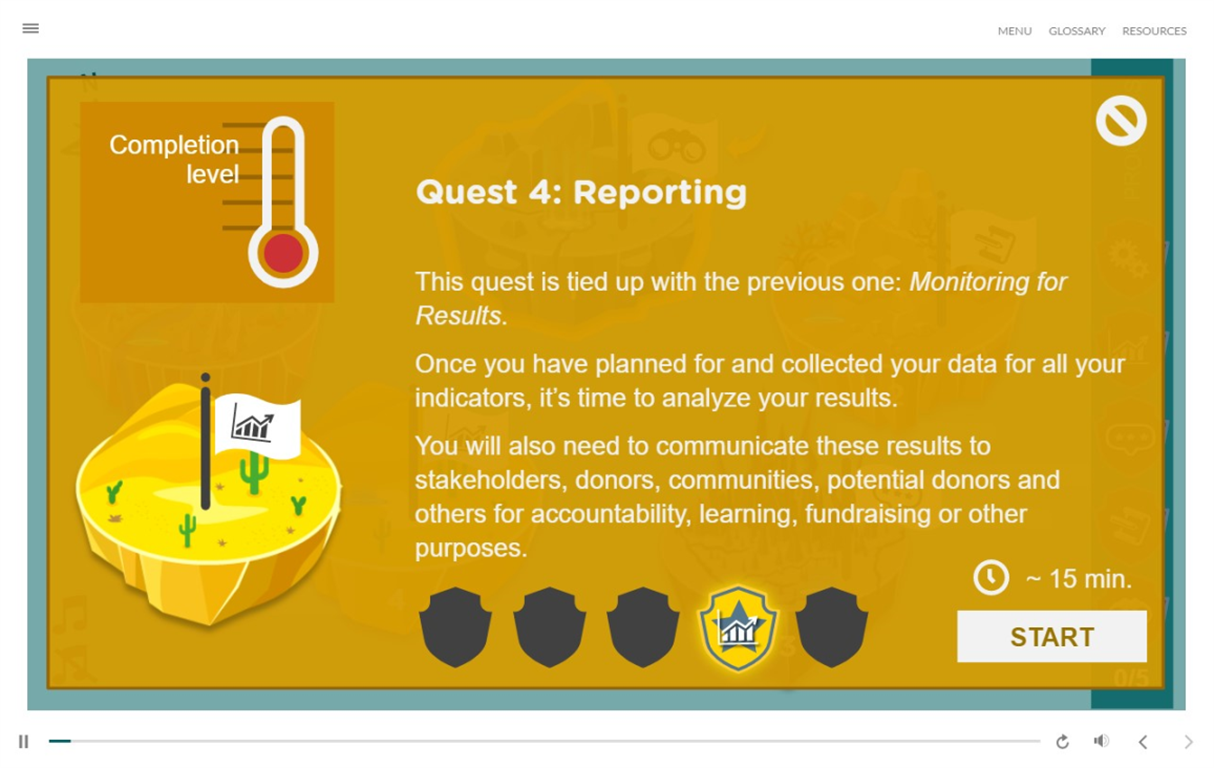 MENU GLOSSARY RESOURCES
Completion
level
Quest 4: Reporting
This quest is tied up with the previous one: Monitoring for
Results.
Once you have planned for and collected your data for all your
indicators, it’s time to analyze your results.
You will also need to communicate these results to
stakeholders, donors, communities, potential donors and
others for accountability, learning, fundraising or other
purposes.
~ 15 min.
START
0/5